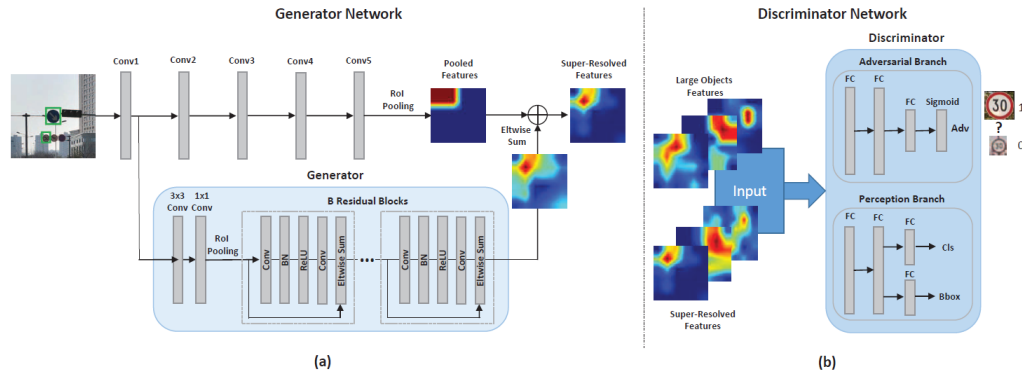 Generator Network
Conv1
Conv2
Conv3
Conv4
Conv5
RoI
Pooling
Pooled
Features
Super-Resolved
Features
Eltwise
Sum
Generator
3x3
Conv
1x1
Conv
RoI
Pooling
B Residual Blocks
Conv
BN
ReLU
Conv
Eltwise Sum
Conv
BN
ReLU
Conv
Eltwise Sum
(a)
Discriminator Network
Large Objects
Features
Input
Super-Resolved
Features
Discriminator
Adversarial Branch
FC
FC
FC
Sigmoid
Adv
30
1
?
30
0
Perception Branch
FC
FC
FC
Cls
FC
Bbox
(b)